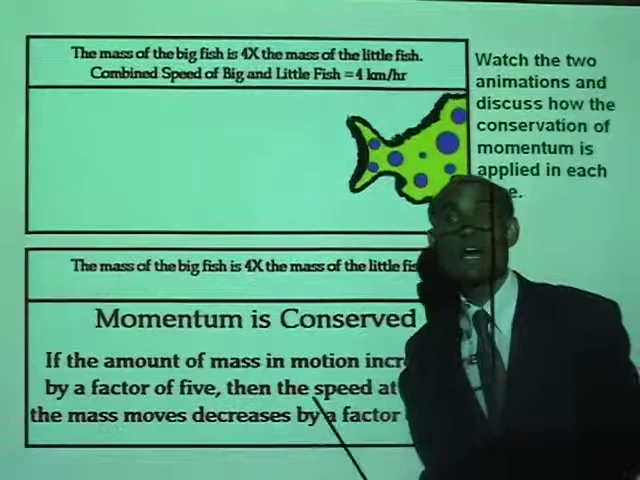 The mass of the big fish is 4X the mass of the little fish.
Combined Speed of Big and Little Fish = 4 km/hr
Watch the two
animations and
discuss how the
conservation of
momentum is
applied in each
The mass of the big fish is 4X the mass of the little
Momentum is Conserved
If the amount of mass in motion
by a factor of five, then the speed at
the mass moves decreases by a factor